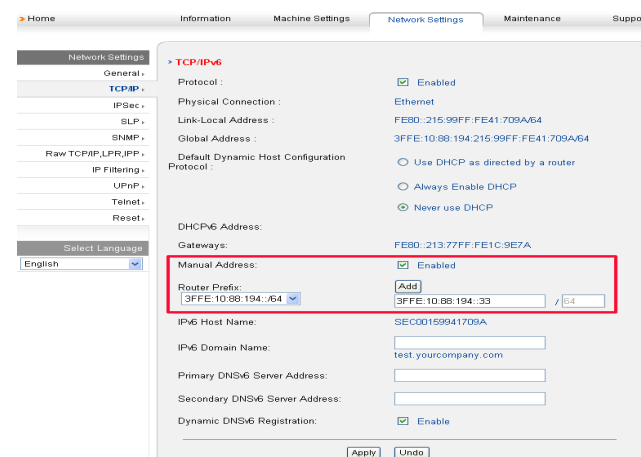 Home
Information
Machine Settings
Network Settings
Maintenance
Network Settings
General
TCP/IP
IPSec
SLP
SNMP
Raw TCP/IP,LPR,IPP
IP Filtering
UPnP
Telnet
Reset
Select Language
English
TCP/IPv6
Protocol : Enabled
Physical Connection : Ethernet
Link-Local Address : FE80::215:99FF:FE41:709A/64
Global Address : 3FFE:10:88:194:215:99FF:FE41:709A/64
Default Dynamic Host Configuration
Protocol : Use DHCP as directed by a router
Always Enable DHCP
Never use DHCP
DHCPv6 Address:
Gateways: FE80::213:77FF:FE1C:9E7A
Manual Address: Enabled
Router Prefix: Add
3FFE:10:88:194::/64 3FFE:10:88:194::33 / 64
IPv6 Host Name: SEC00159941709A
IPv6 Domain Name:
test.yourcompany.com
Primary DNSv6 Server Address:
Secondary DNSv6 Server Address:
Dynamic DNSv6 Registration: Enable
Apply Undo